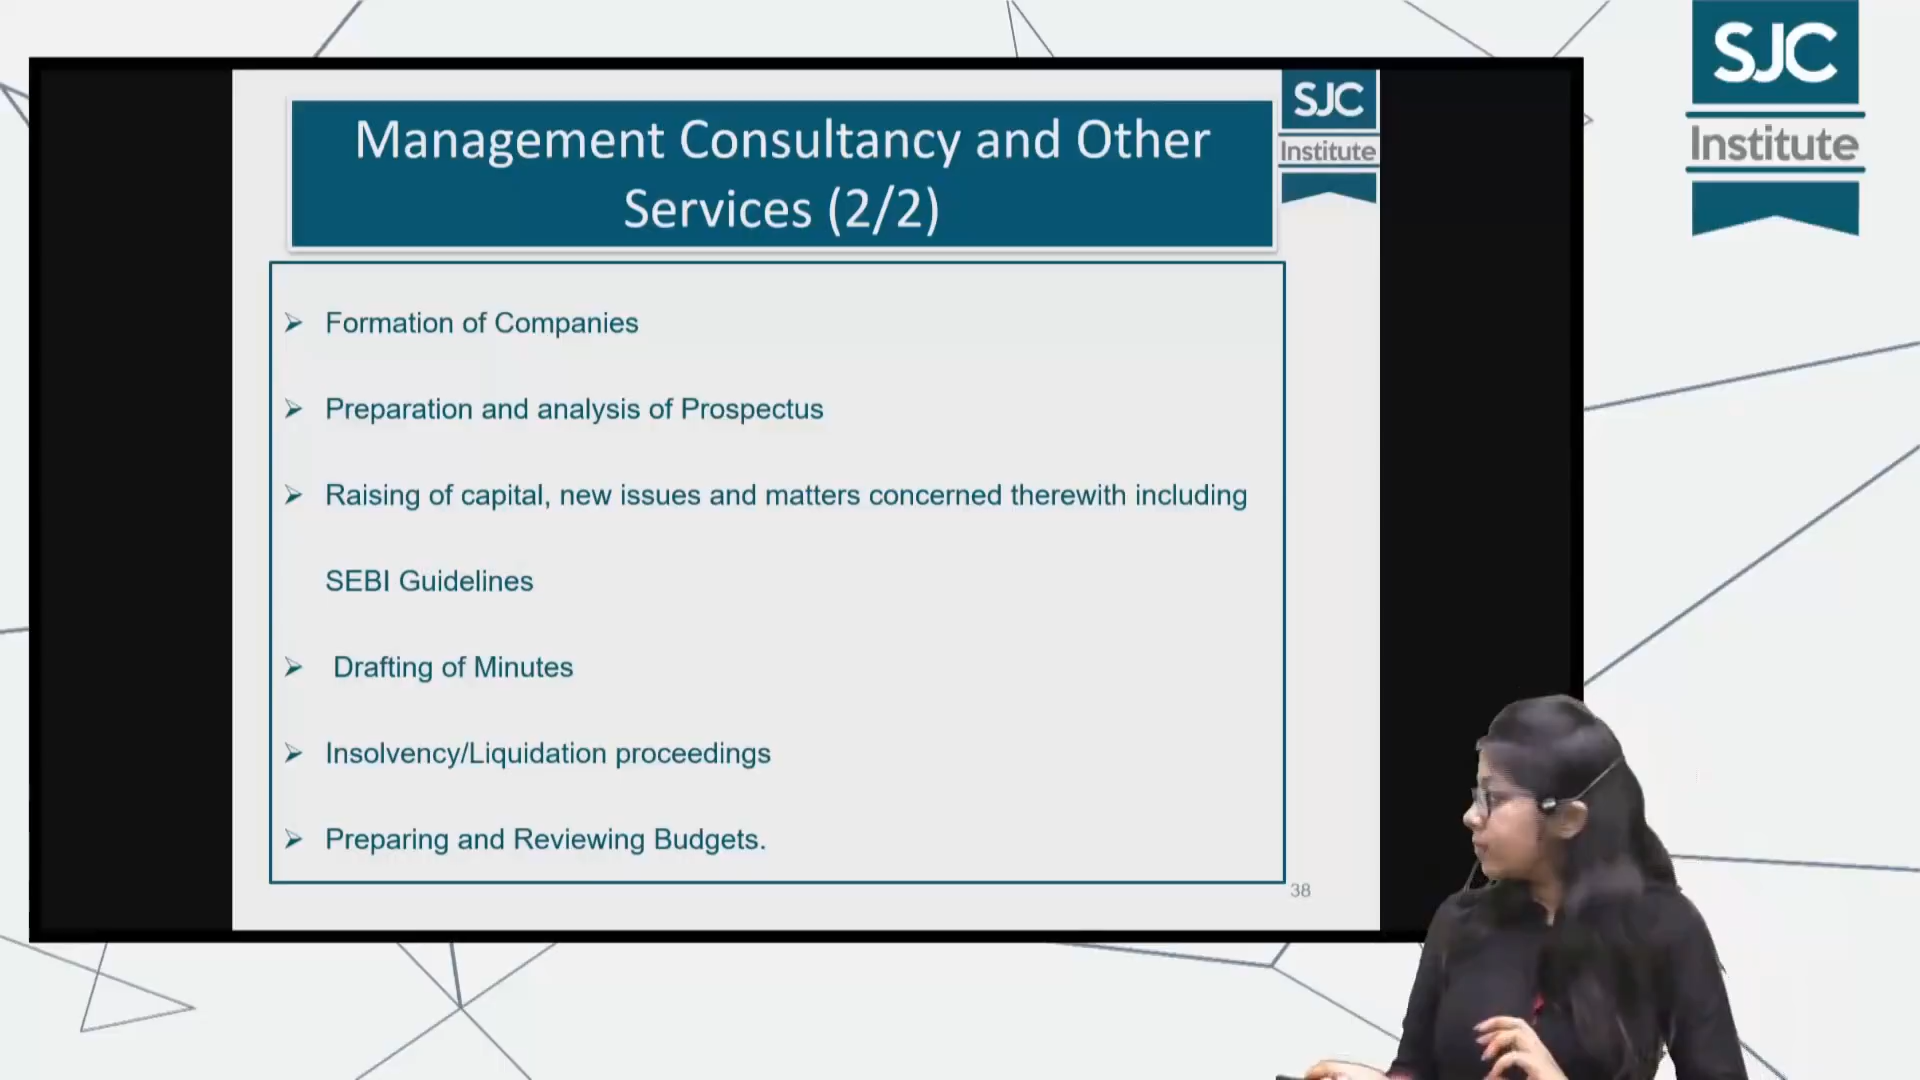 SJC
Institute
Management Consultancy and Other
Services (2/2)
SJC
Institute
➢ Formation of Companies
➢ Preparation and analysis of Prospectus
➢ Raising of capital, new issues and matters concerned therewith including
SEBI Guidelines
➢ Drafting of Minutes
➢ Insolvency/Liquidation proceedings
➢ Preparing and Reviewing Budgets.
38